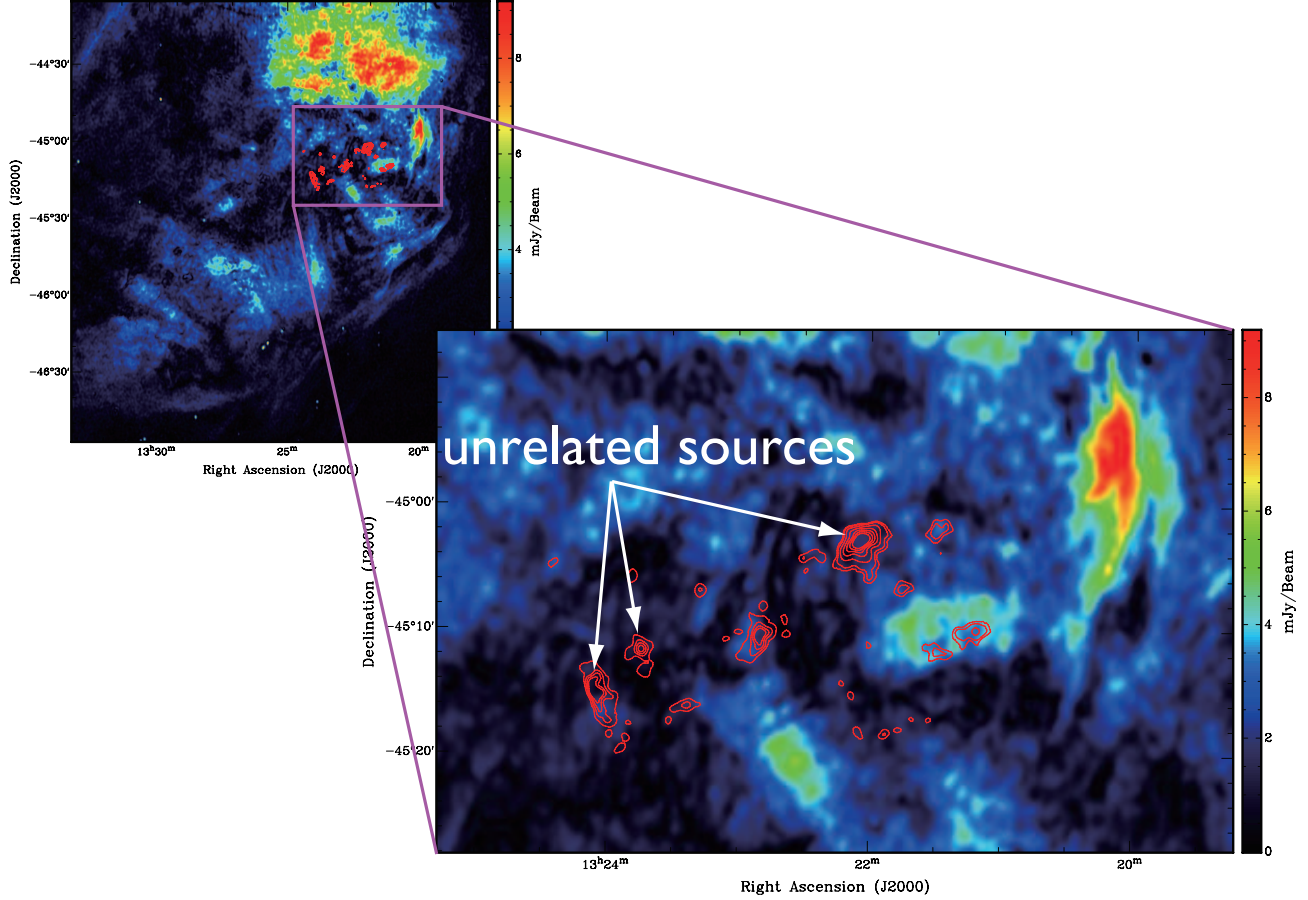 −44°30′
−45°00′
−45°30′
−46°00′
−46°30′
Declination (J2000)
13ʰ30ᵐ
25ᵐ
20ᵐ
Right Ascension (J2000)
8
6
4
mJy/Beam
unrelated sources
−45°00′
−45°10′
−45°20′
Declination (J2000)
13ʰ24ᵐ
22ᵐ
20ᵐ
Right Ascension (J2000)
8
6
4
2
0
mJy/Beam